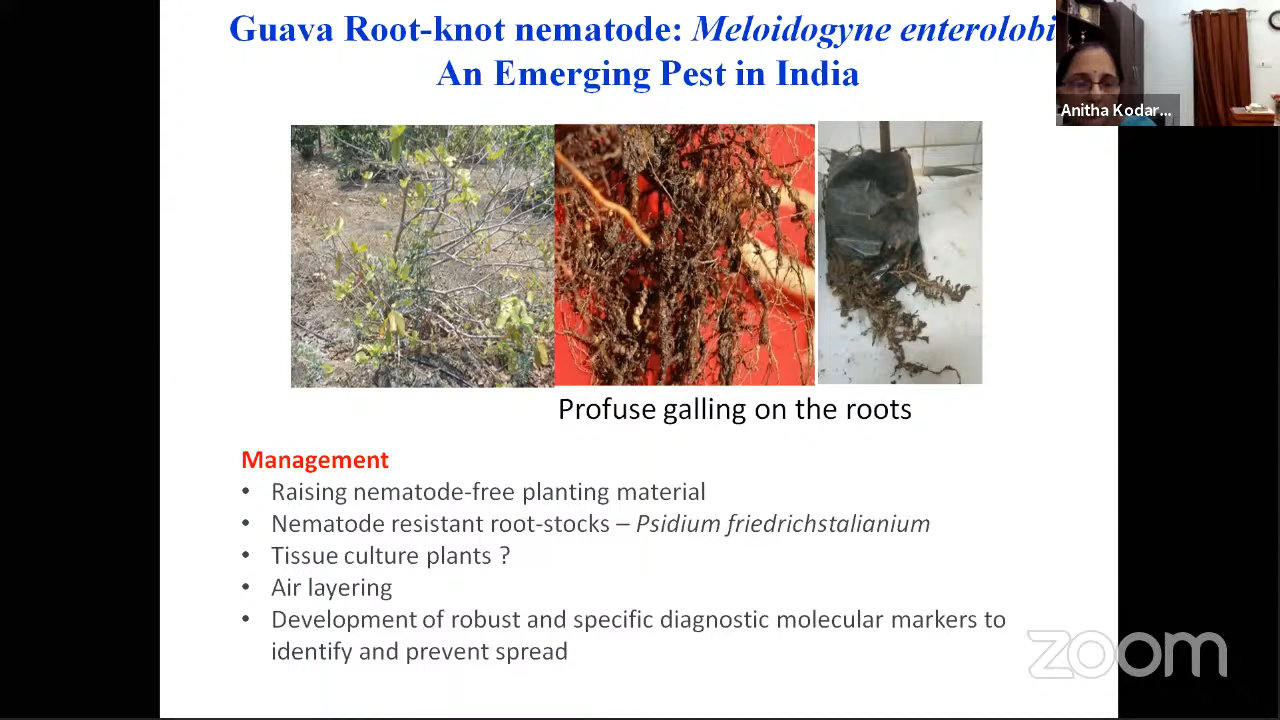 Guava Root-knot nematode: Meloidogyne enterolobi
An Emerging Pest in India
Anitha Kodar...
Profuse galling on the roots
Management
• Raising nematode-free planting material
• Nematode resistant root-stocks – Psidium friedrichstalianium
• Tissue culture plants ?
• Air layering
• Development of robust and specific diagnostic molecular markers to
identify and prevent spread
zoom